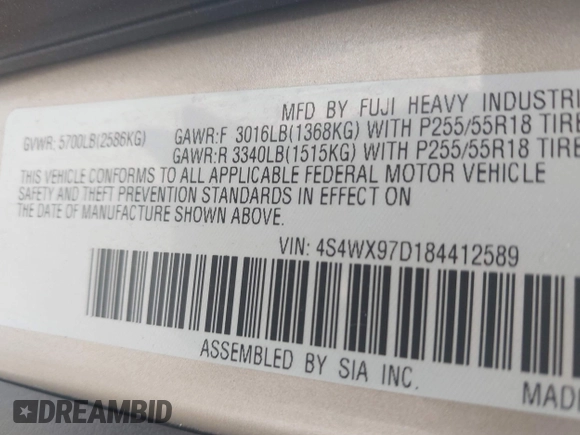 MFD BY FUJI HEAVY INDUSTRI
GVWR: 5700LB(2586KG) GAWR:F 3016LB(1368KG) WITH P255/55R18 TIRE
GAWR:R 3340LB(1515KG) WITH P255/55R18 TIRE
THIS VEHICLE CONFORMS TO ALL APPLICABLE FEDERAL MOTOR VEHICLE
SAFETY AND THEFT PREVENTION STANDARDS IN EFFECT ON
THE DATE OF MANUFACTURE SHOWN ABOVE.
VIN: 4S4WX97D184412589
ASSEMBLED BY SIA INC.
MADE
DREAMBID